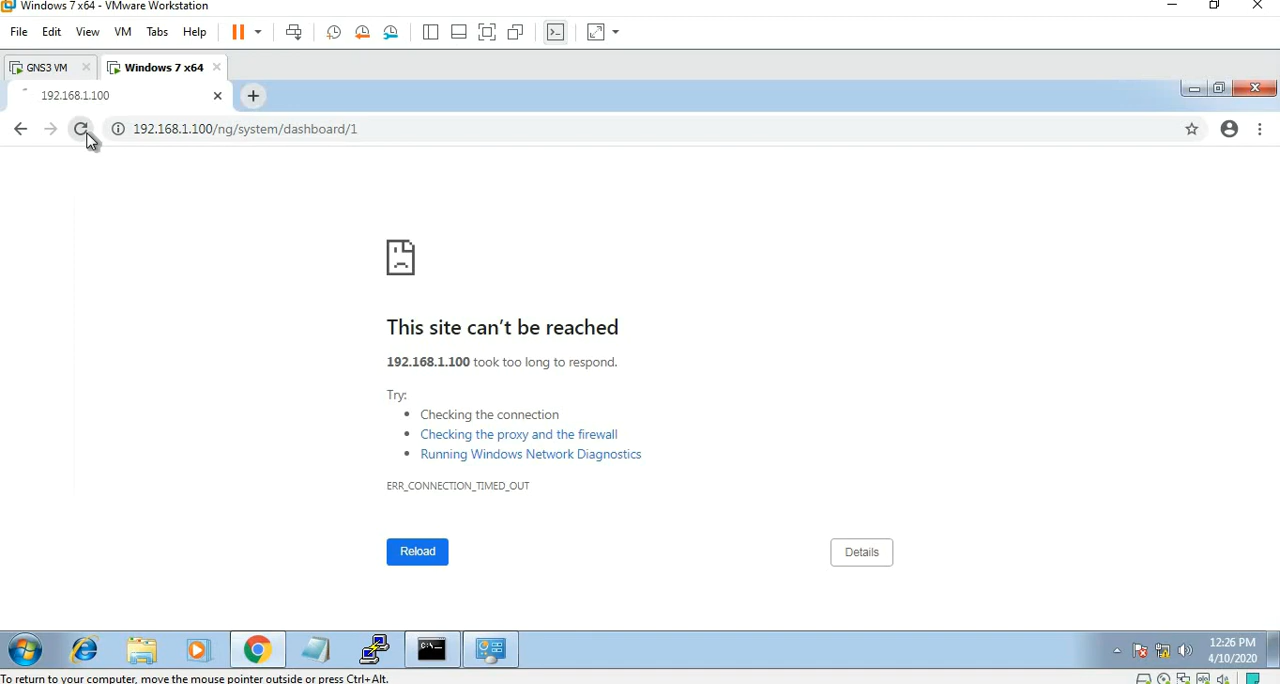 Windows 7 x64 - VMware Workstation
File Edit View VM Tabs Help
GNS3 VM Windows 7 x64
192.168.1.100
192.168.1.100/ng/system/dashboard/1
This site can't be reached
192.168.1.100 took too long to respond.
Try:
• Checking the connection
• Checking the proxy and the firewall
• Running Windows Network Diagnostics
ERR_CONNECTION_TIMED_OUT
Reload Details
C:\_
12:26 PM
4/10/2020
To return to your computer, move the mouse pointer outside or press Ctrl+Alt.